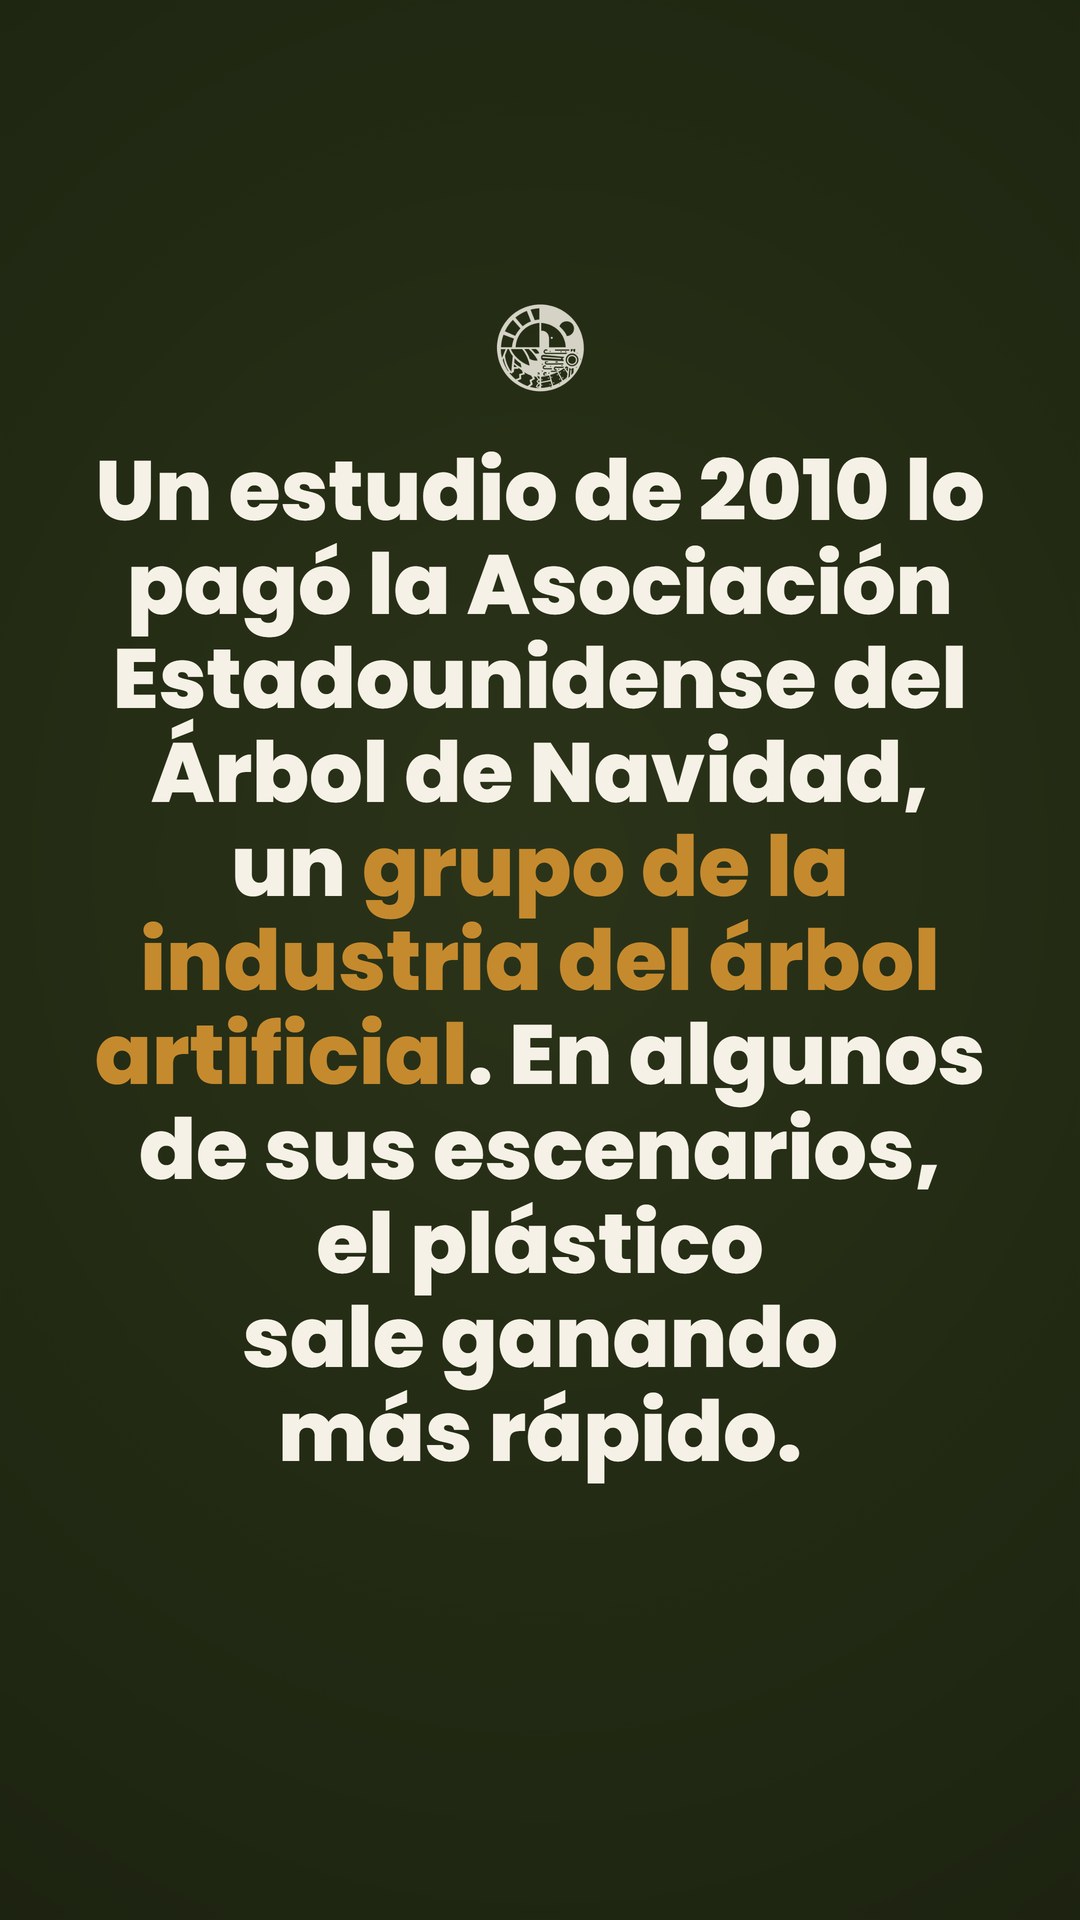 Un estudio de 2010 lo
pagó la Asociación
Estadounidense del
Árbol de Navidad,
un grupo de la
industria del árbol
artificial. En algunos
de sus escenarios,
el plástico
sale ganando
más rápido.